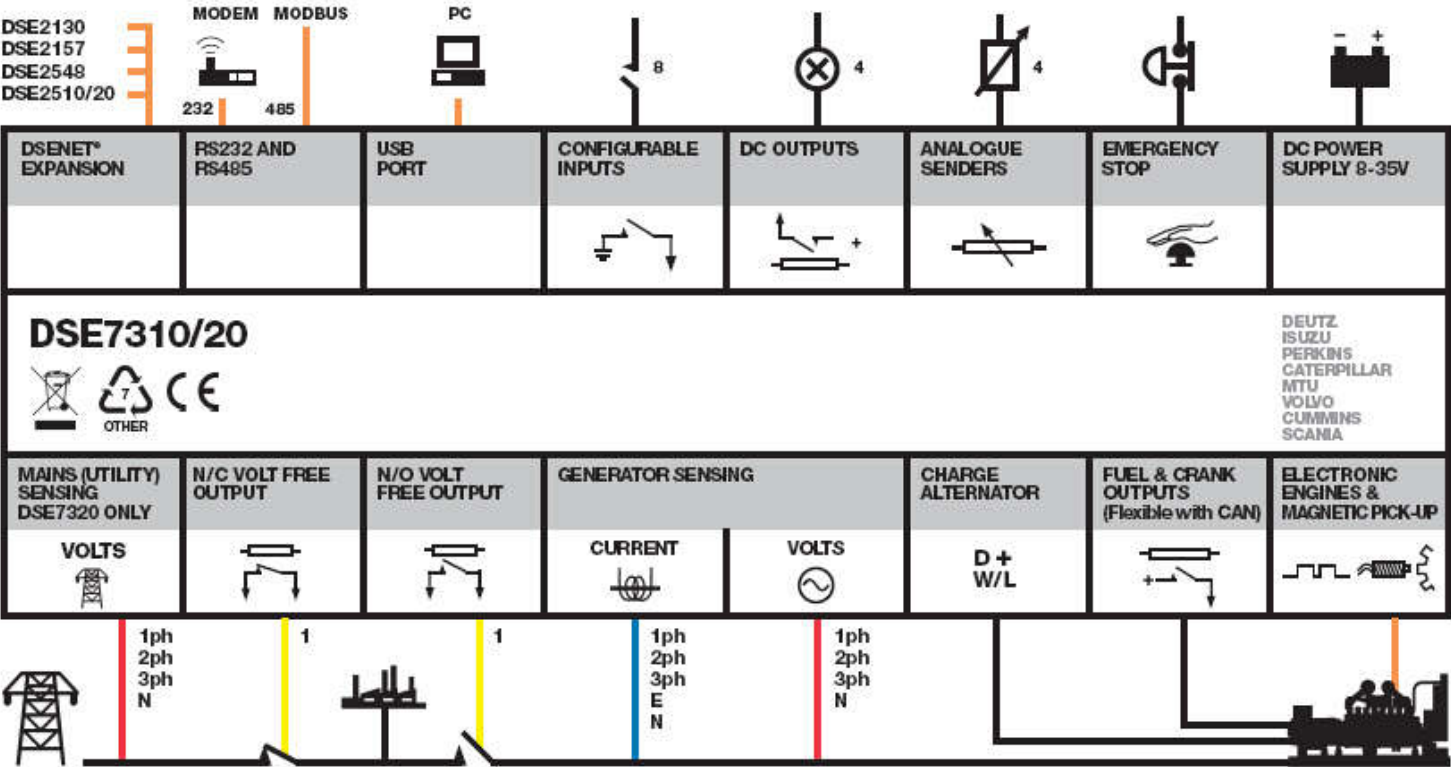 DSE2130
DSE2157
DSE2548
DSE2510/20
MODEM
232
MODBUS
485
PC
8
4
4
- +
DSENET®
EXPANSION
RS232 AND
RS485
USB
PORT
CONFIGURABLE
INPUTS
DC OUTPUTS
ANALOGUE
SENDERS
EMERGENCY
STOP
DC POWER
SUPPLY 8-35V
+
DSE7310/20
7
OTHER
CE
DEUTZ
ISUZU
PERKINS
CATERPILLAR
MTU
VOLVO
CUMMINS
SCANIA
MAINS (UTILITY)
SENSING
DSE7320 ONLY
VOLTS
N/C VOLT FREE
OUTPUT
N/O VOLT
FREE OUTPUT
GENERATOR SENSING
CURRENT
VOLTS
CHARGE
ALTERNATOR
D+
W/L
FUEL & CRANK
OUTPUTS
(Flexible with CAN)
+
ELECTRONIC
ENGINES &
MAGNETIC PICK-UP
1ph
2ph
3ph
N
1
1
1ph
2ph
3ph
E
N
1ph
2ph
3ph
N